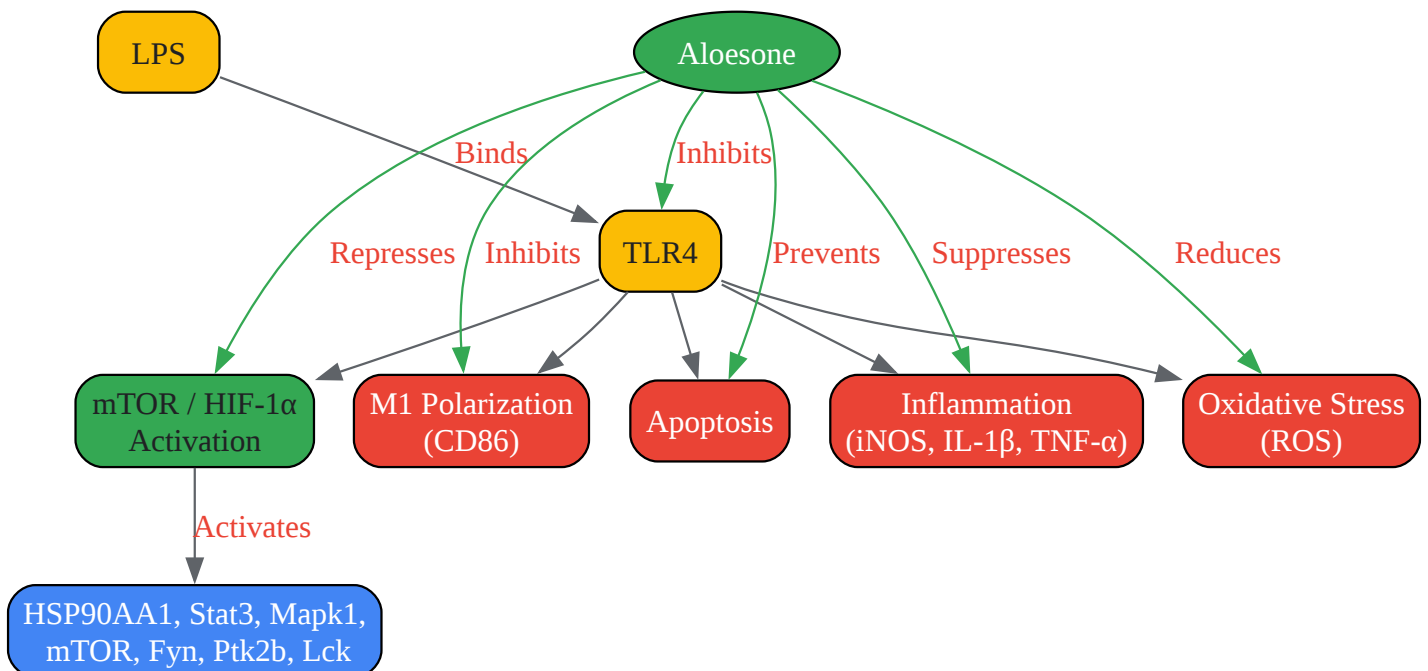 LPS
Aloesone
Binds
Inhibits
Represses
Inhibits
TLR4
Prevents
Suppresses
Reduces
mTOR / HIF-1α
Activation
M1 Polarization
(CD86)
Apoptosis
Inflammation
(iNOS, IL-1β, TNF-α)
Oxidative Stress
(ROS)
Activates
HSP90AA1, Stat3, Mapk1,
mTOR, Fyn, Ptk2b, Lck